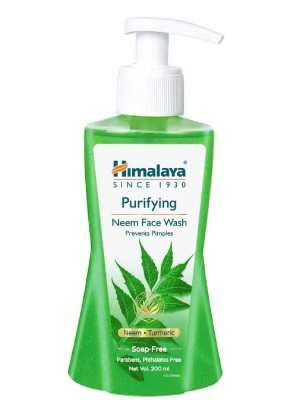 Himalaya
SINCE 1930
Purifying
Neem Face Wash
Prevents Pimples
Neem • Turmeric
Soap-Free
Parabens, Phthalates Free
Net Vol. 200 ml